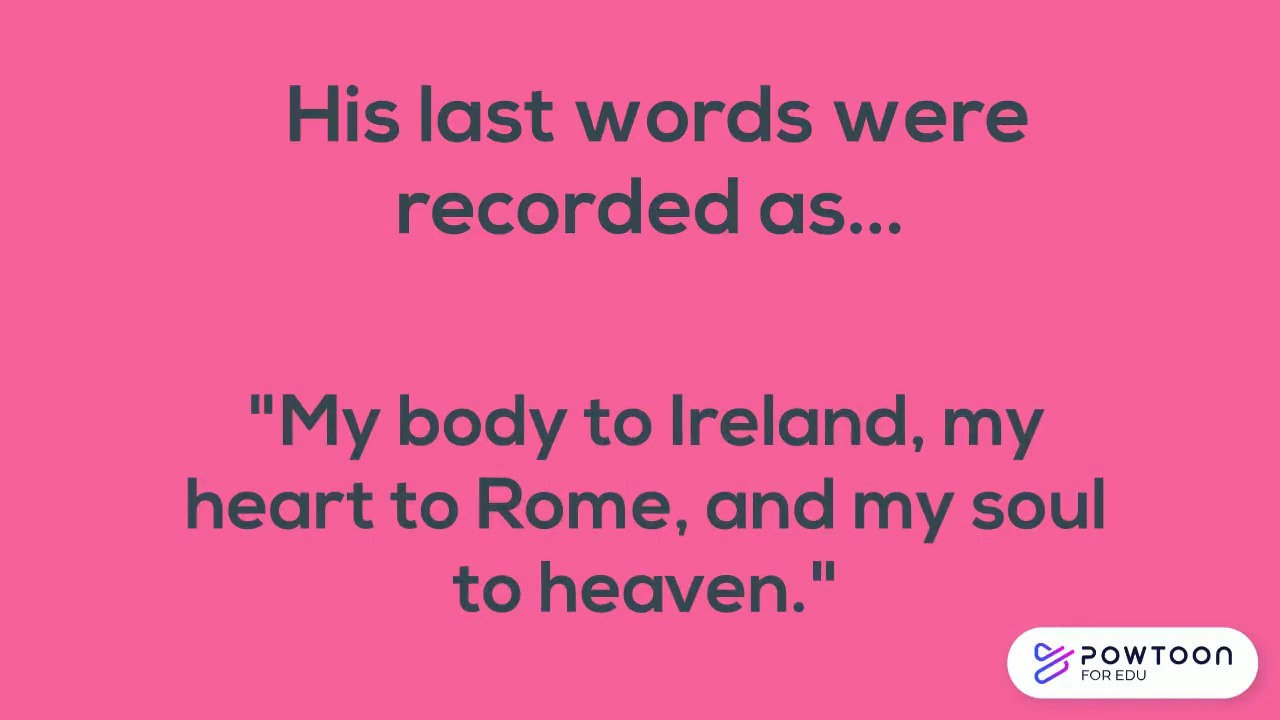 His last words were
recorded as...
"My body to Ireland, my
heart to Rome, and my soul
to heaven."
POWTOON
FOR EDU